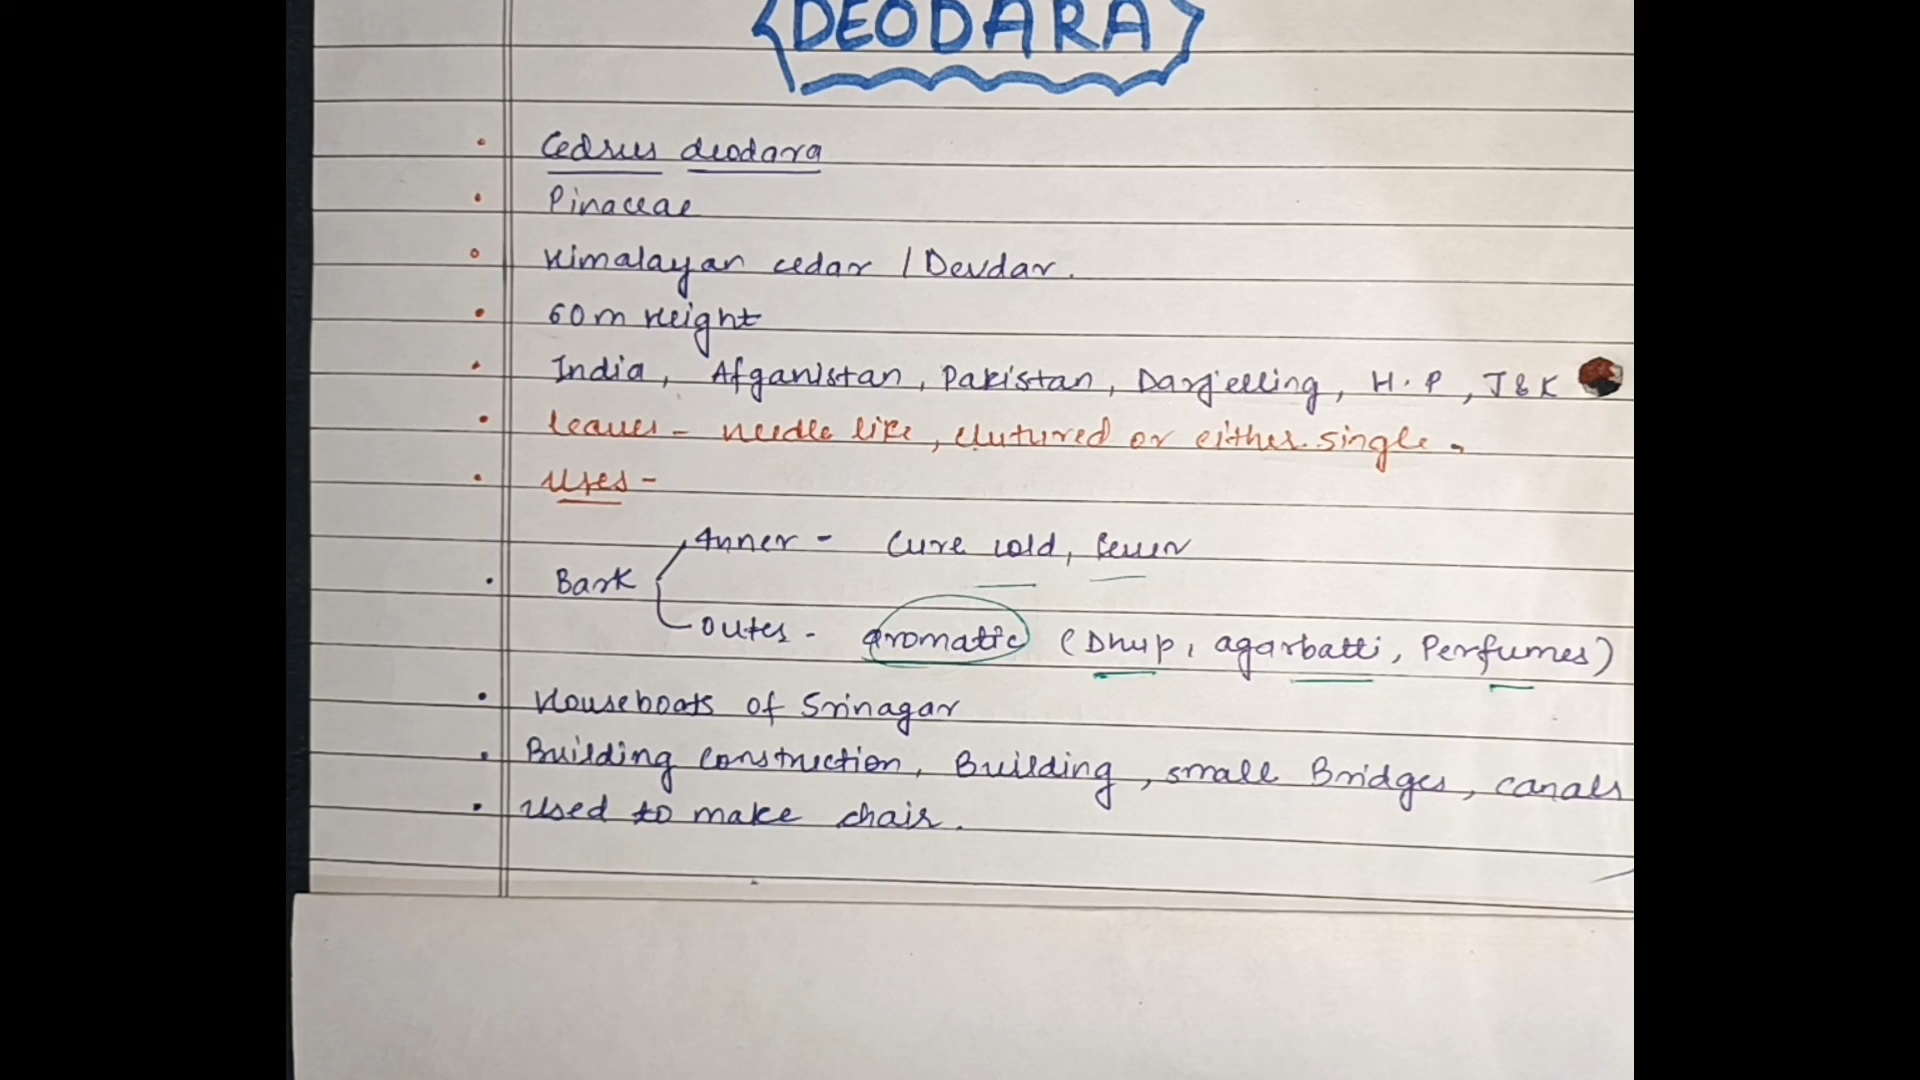 DEODARA
Cedrus deodara
Pinaceae
Himalayan cedar / Devdar.
60m Height
India, Afganistan, Pakistan, Darjeeling, H.P, J&K
leaves - needle like, clutured or either single.
Uses -
Inner - Cure cold, fever
Bark
Outer - aromatic (Dhup, agarbatti, Perfumes)
Houseboats of Srinagar
Building construction, Building, small Bridges, canals
Used to make chair.